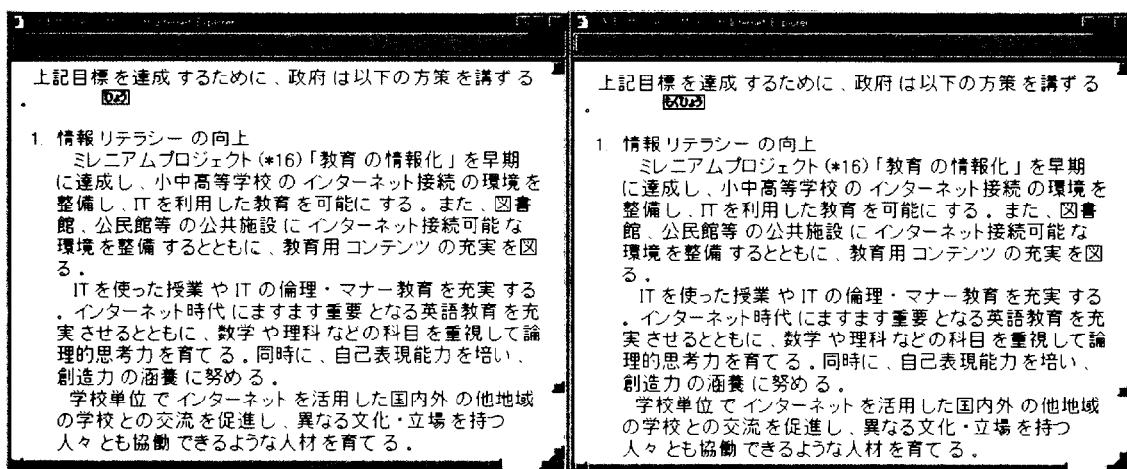 上記目標を達成するために、政府は以下の方策を講ずる
ひょう
。
1. 情報リテラシーの向上
ミレニアムプロジェクト(*16)「教育の情報化」を早期
に達成し、小中高等学校のインターネット接続の環境を
整備し、ITを利用した教育を可能にする。また、図書
館、公民館等の公共施設にインターネット接続可能な
環境を整備するとともに、教育用コンテンツの充実を図
る。
ITを使った授業やITの倫理・マナー教育を充実する
。インターネット時代にますます重要となる英語教育を充
実させるとともに、数学や理科などの科目を重視して論
理的思考力を育てる。同時に、自己表現能力を培い、
創造力の涵養に努める。
学校単位でインターネットを活用した国内外の他地域
の学校との交流を促進し、異なる文化・立場を持つ
人々とも協働できるような人材を育てる。
上記目標を達成するために、政府は以下の方策を講ずる
もくひょう
。
1. 情報リテラシーの向上
ミレニアムプロジェクト(*16)「教育の情報化」を早期
に達成し、小中高等学校のインターネット接続の環境を
整備し、ITを利用した教育を可能にする。また、図書
館、公民館等の公共施設にインターネット接続可能な
環境を整備するとともに、教育用コンテンツの充実を図
る。
ITを使った授業やITの倫理・マナー教育を充実する
。インターネット時代にますます重要となる英語教育を充
実させるとともに、数学や理科などの科目を重視して論
理的思考力を育てる。同時に、自己表現能力を培い、
創造力の涵養に努める。
学校単位でインターネットを活用した国内外の他地域
の学校との交流を促進し、異なる文化・立場を持つ
人々とも協働できるような人材を育てる。